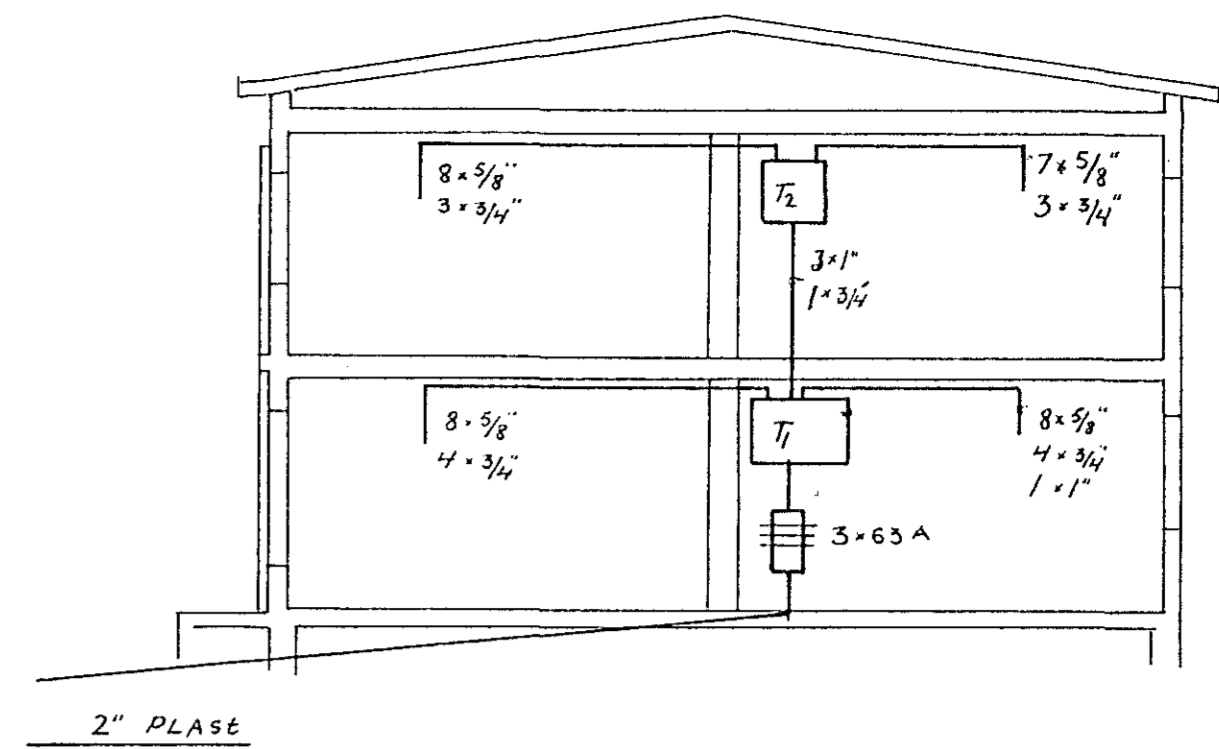 8 × 5/8"
3 × 3/4"
T2
7 × 5/8"
3 × 3/4"
3×1"
1 × 3/4"
8 · 5/8"
4 × 3/4"
T1
8 × 5/8"
4 × 3/4"
1 × 1"
3×63 A
2" PLAST